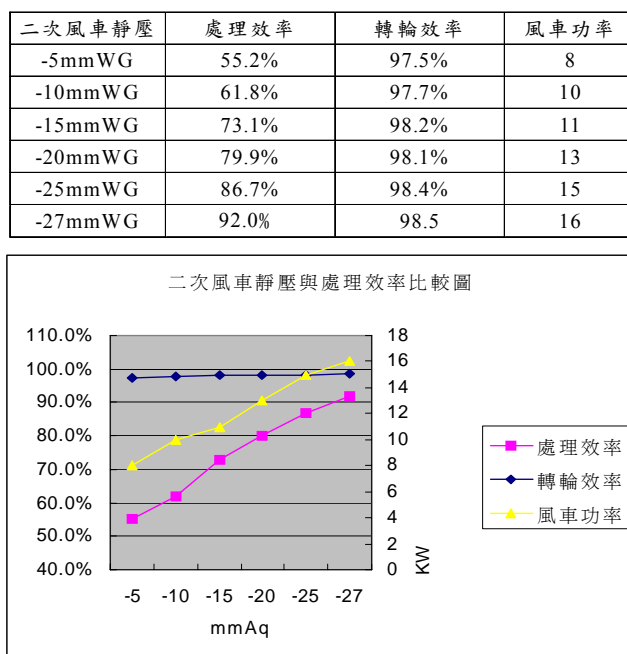 二次風車靜壓 處理效率 轉輪效率 風車功率
-5mmWG 55.2% 97.5% 8
-10mmWG 61.8% 97.7% 10
-15mmWG 73.1% 98.2% 11
-20mmWG 79.9% 98.1% 13
-25mmWG 86.7% 98.4% 15
-27mmWG 92.0% 98.5 16
二次風車靜壓與處理效率比較圖
110.0% 18
100.0% 16
90.0% 14
80.0% 12
70.0% 10
60.0% 8
50.0% 6
40.0% 4
2
0
KW
-5 -10 -15 -20 -25 -27
mmAq
處理效率
轉輪效率
風車功率